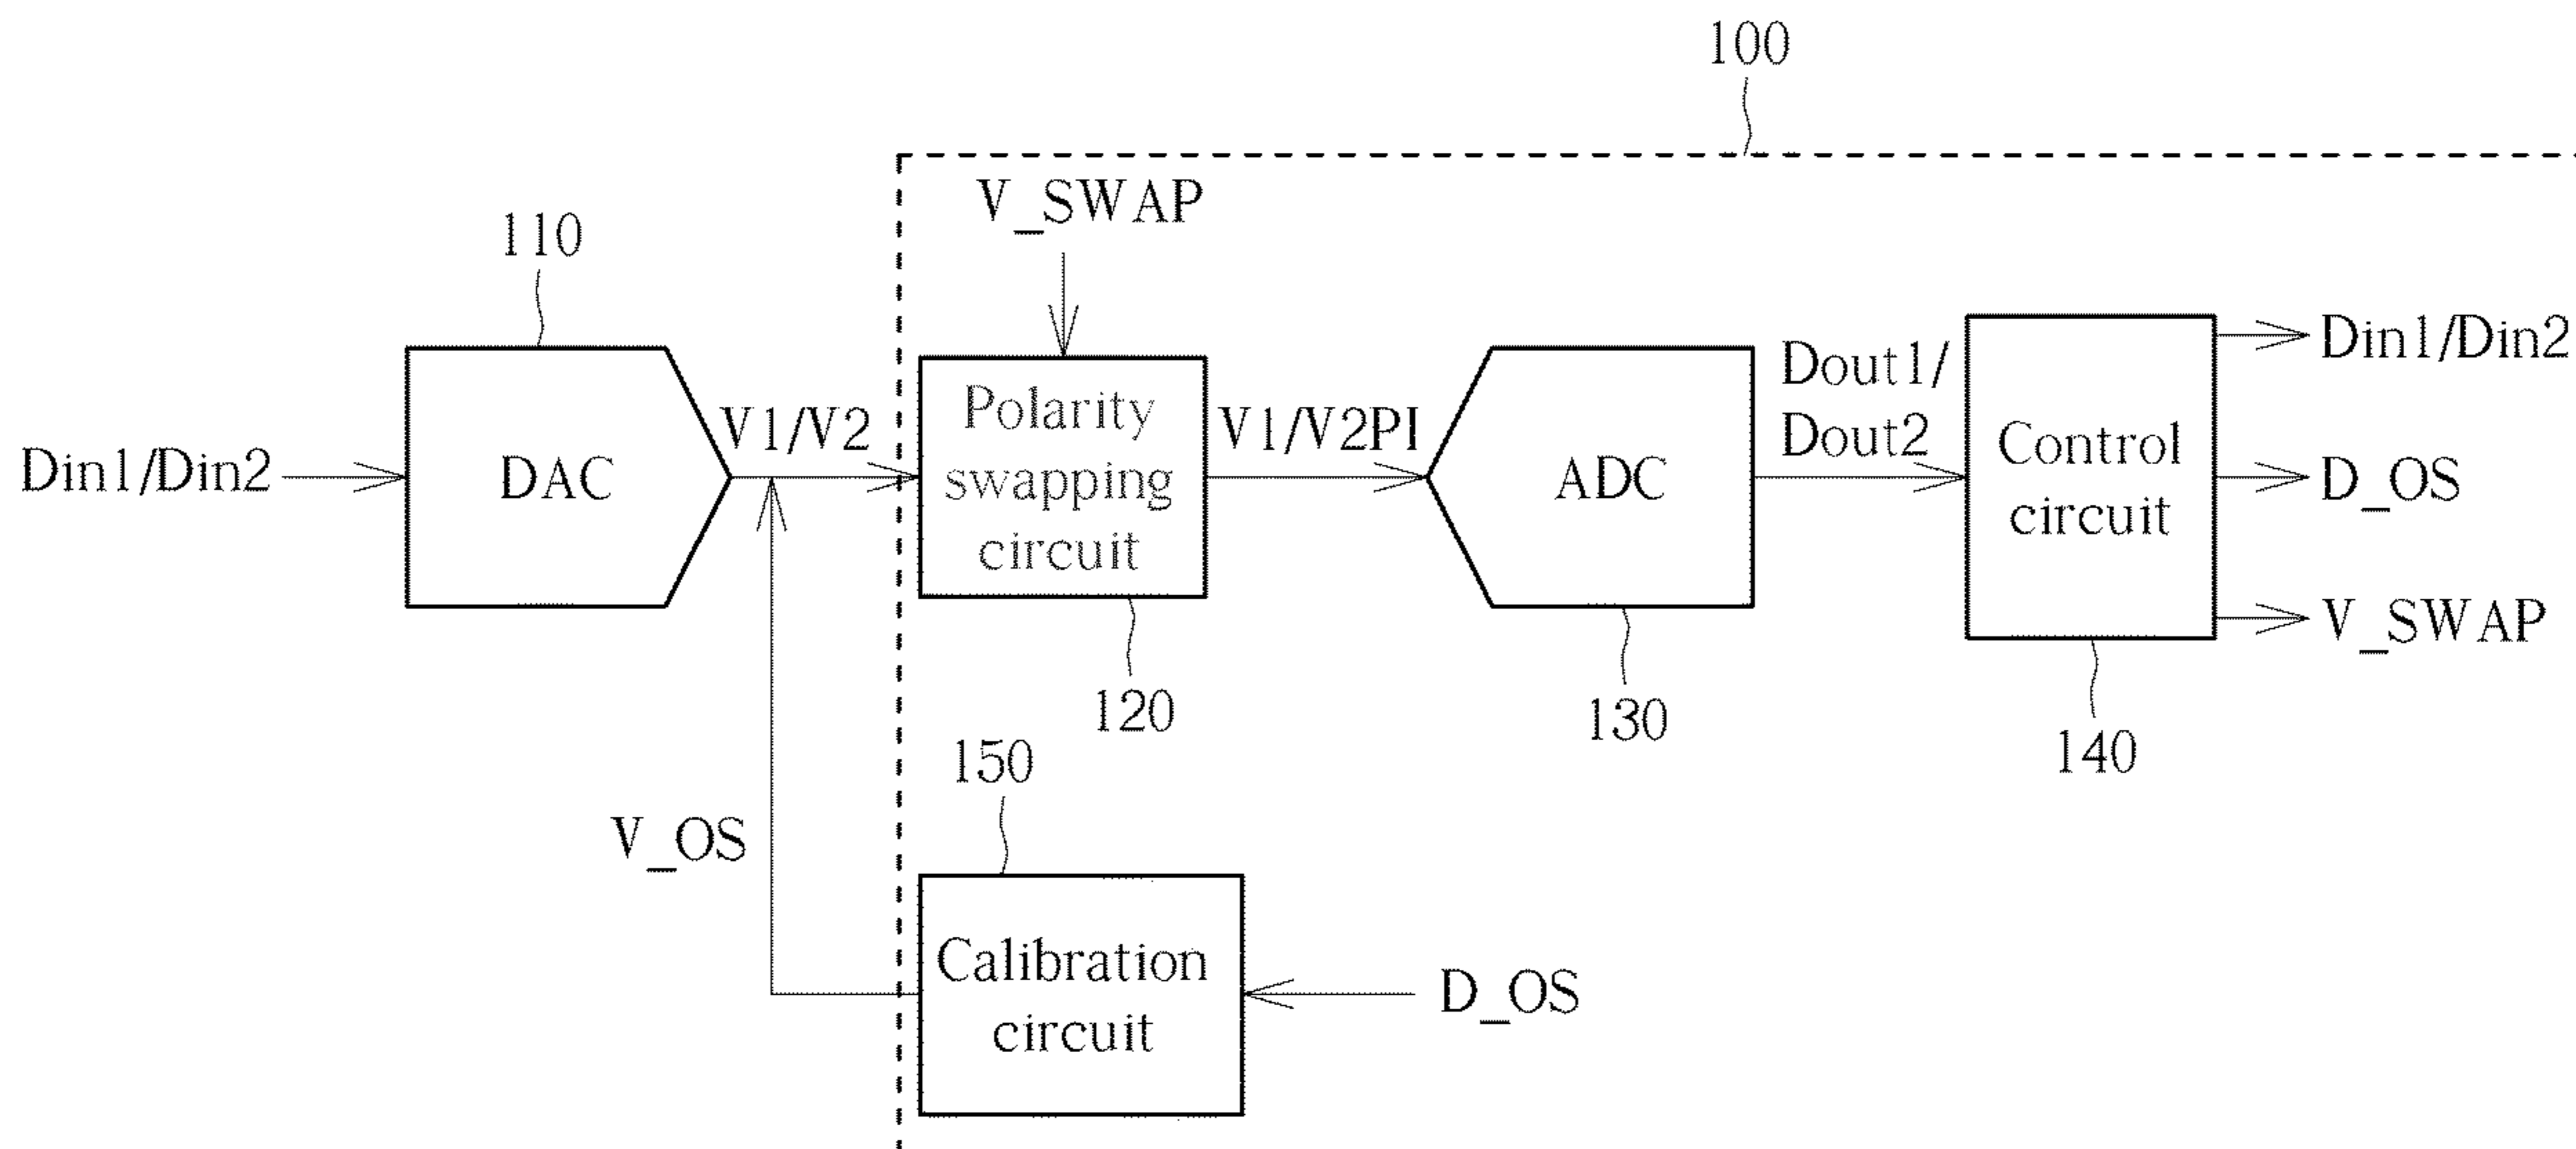 100
V_SWAP
110
Din1/Din2
DAC
V1/V2
Polarity
swapping
circuit
V1/V2PI
ADC
Dout1/
Dout2
Control
circuit
Din1/Din2
D_OS
V_SWAP
120
130
140
150
V_OS
Calibration
circuit
D_OS